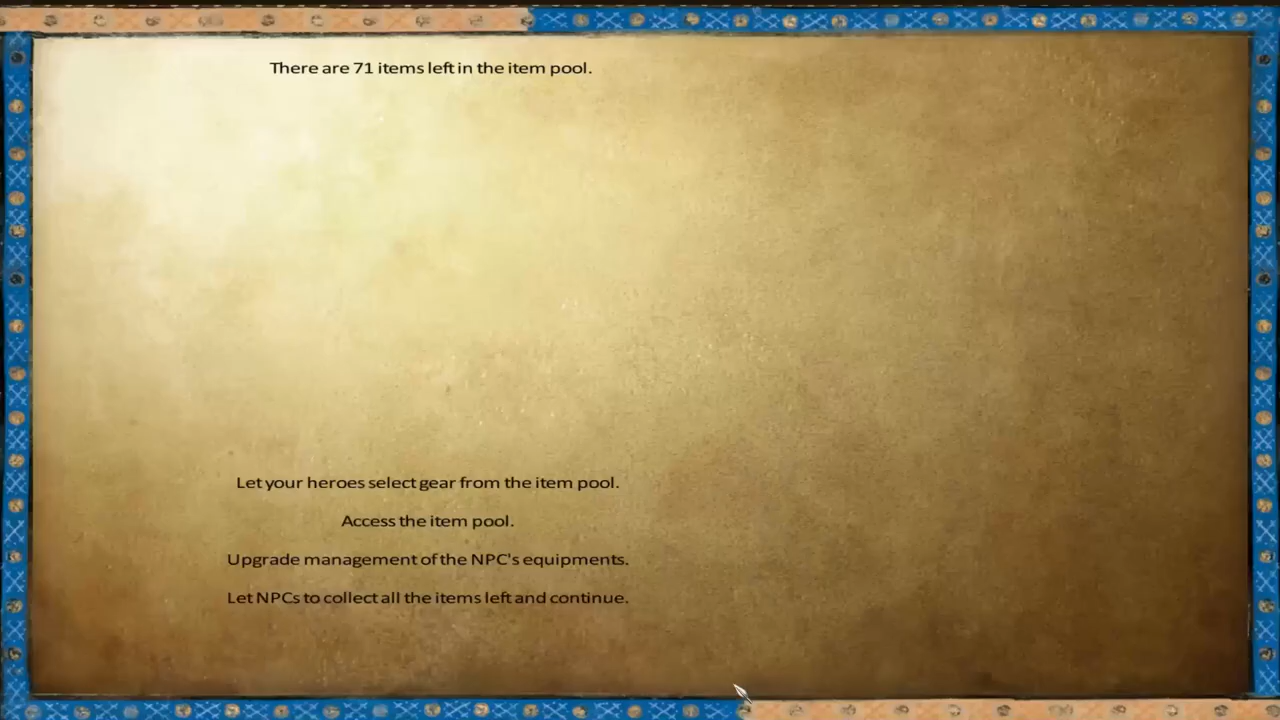 There are 71 items left in the item pool.
Let your heroes select gear from the item pool.
Access the item pool.
Upgrade management of the NPC's equipments.
Let NPCs to collect all the items left and continue.